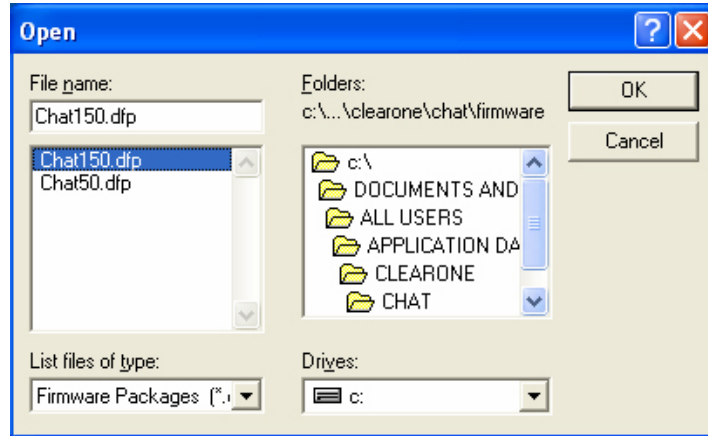 Open
File name:
Chat150.dfp
Chat150.dfp
Chat50.dfp
List files of type:
Firmware Packages (*.
Folders:
c:\...\clearone\chat\firmware
c:\
DOCUMENTS AND
ALL USERS
APPLICATION DA
CLEARONE
CHAT
Drives:
c:
OK
Cancel